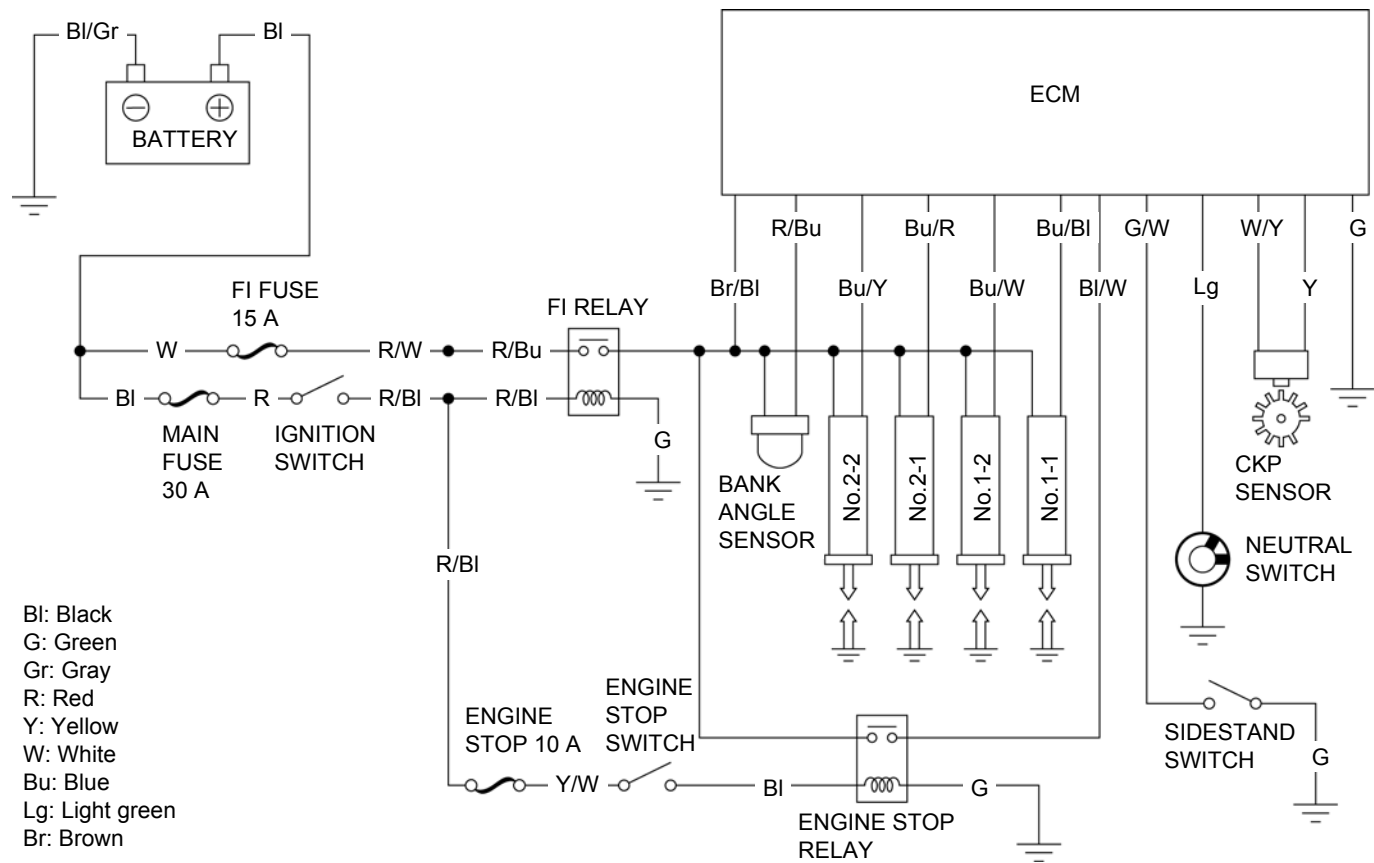 Bl/Gr
Bl
BATTERY
ECM
R/Bu
Bu/R
Bu/Bl
G/W
W/Y
G
Br/Bl
Bu/Y
Bu/W
Bl/W
Lg
Y
FI FUSE
15 A
FI RELAY
W
R/W
R/Bu
Bl
R
R/Bl
R/Bl
G
MAIN
FUSE
30 A
IGNITION
SWITCH
BANK
ANGLE
SENSOR
No.2-2
No.2-1
No.1-2
No.1-1
CKP
SENSOR
NEUTRAL
SWITCH
R/Bl
Bl: Black
G: Green
Gr: Gray
R: Red
Y: Yellow
W: White
Bu: Blue
Lg: Light green
Br: Brown
ENGINE
STOP 10 A
ENGINE
STOP
SWITCH
Y/W
Bl
G
ENGINE STOP
RELAY
SIDESTAND
SWITCH
G